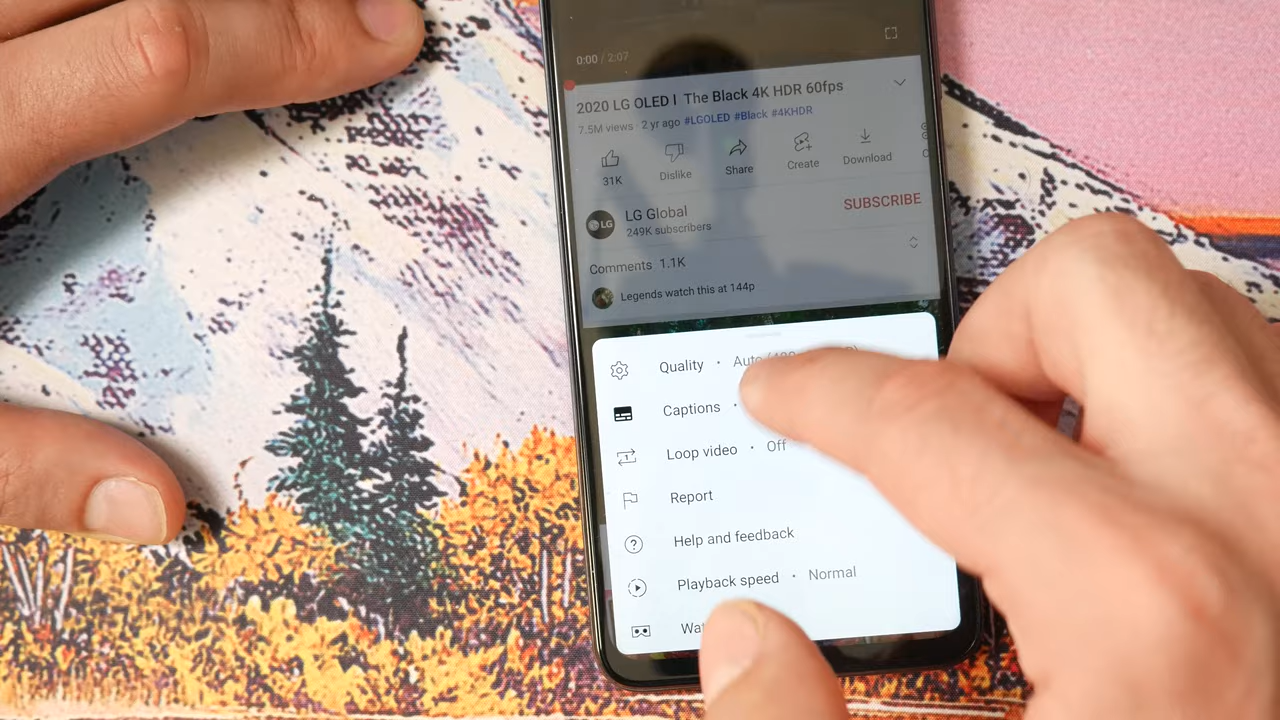 0:00 / 2:07
2020 LG OLED l The Black 4K HDR 60fps
7.5M views · 2 yr ago #LGOLED #Black #4KHDR
31K
Dislike
Share
Create
Download
LG
LG Global
SUBSCRIBE
249K subscribers
Comments 1.1K
Legends watch this at 144p
Quality · Auto
Captions ·
Loop video · Off
Report
Help and feedback
Playback speed · Normal